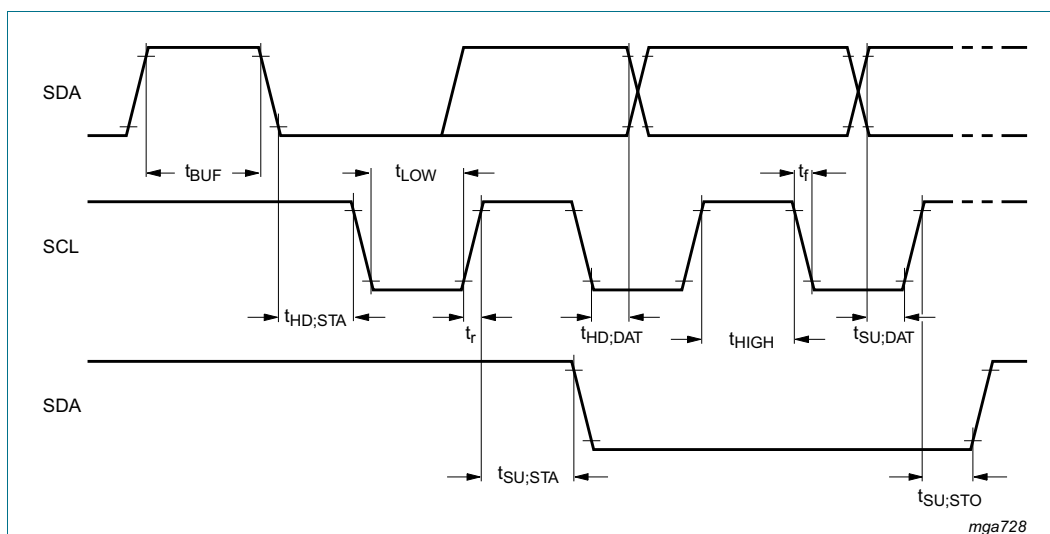 SDA
tBUF
tLOW
tf
SCL
tHD;STA
tr
tHD;DAT
tHIGH
tSU;DAT
SDA
tSU;STA
tSU;STO
mga728